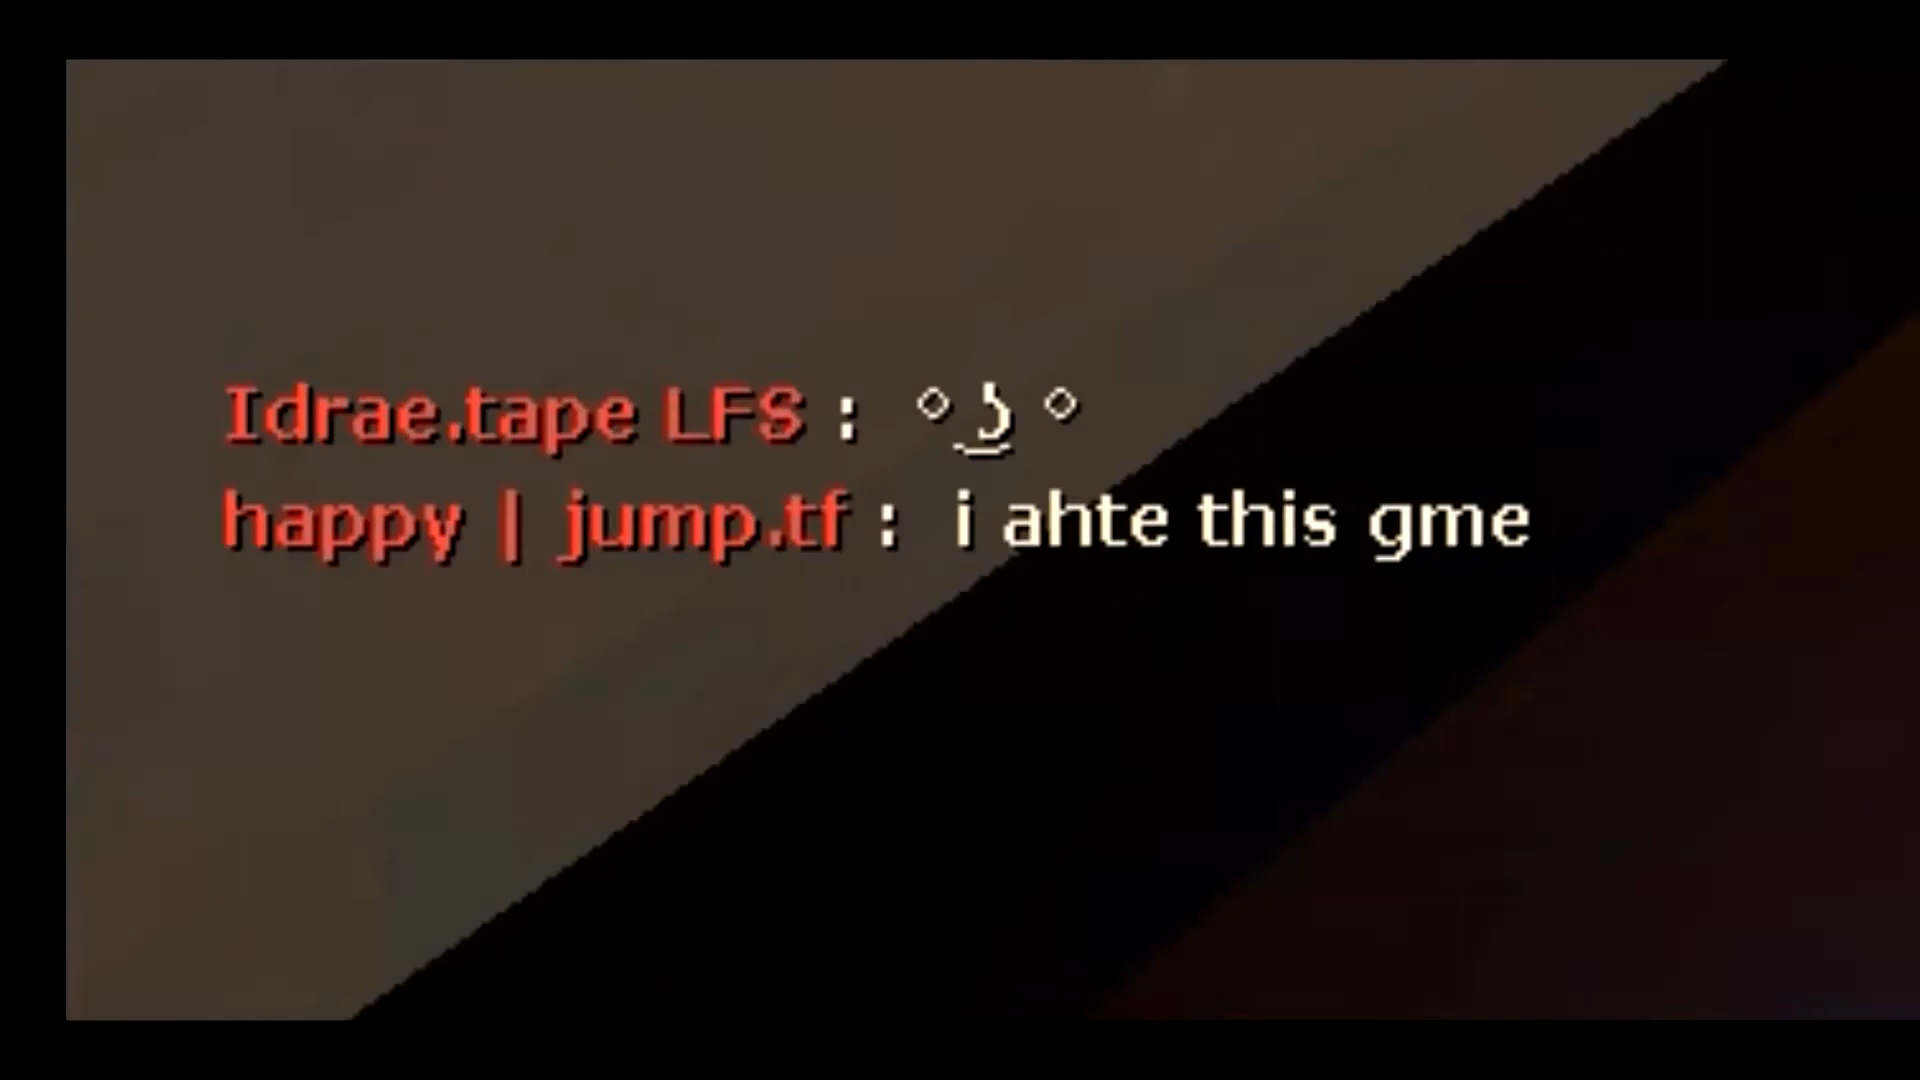 Idrae.tape LFS :  ° ͜ʖ °
happy | jump.tf :  i ahte this gme